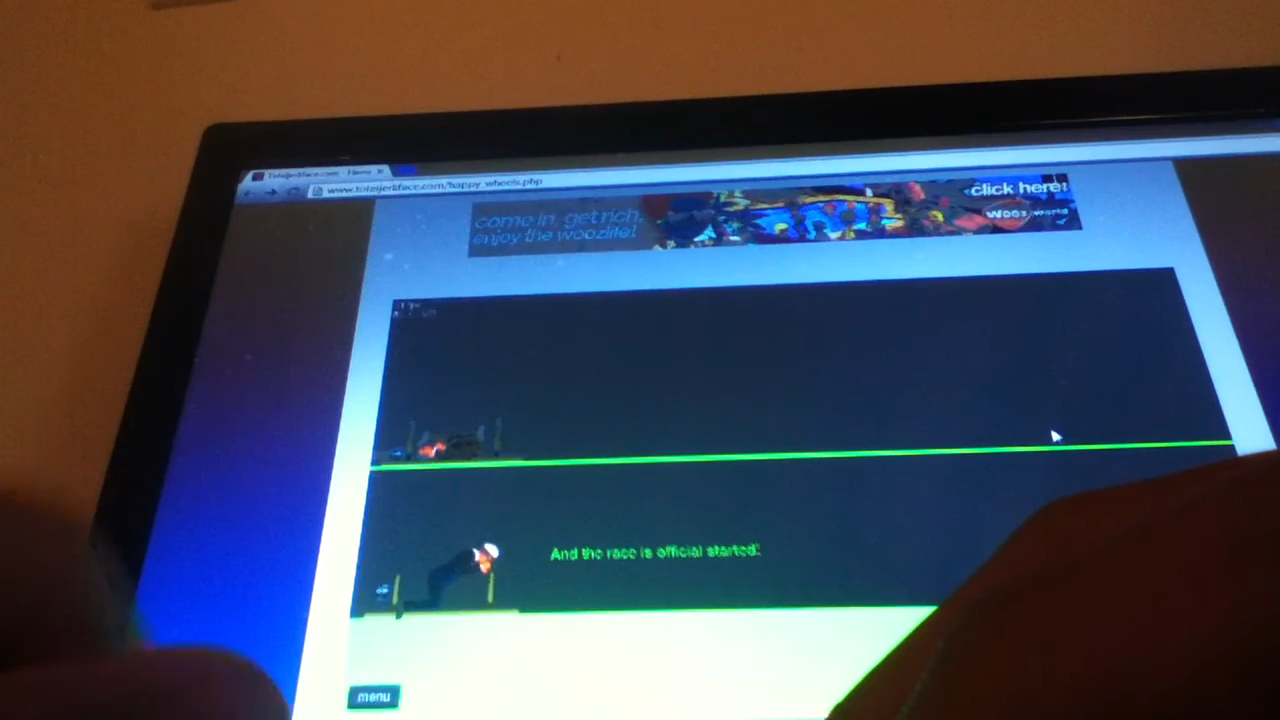 www.totaljerkface.com/happy_wheels.php
click here!
come in, get rich,
enjoy the woozlife!
Woozworld
And the race is official started!
menu